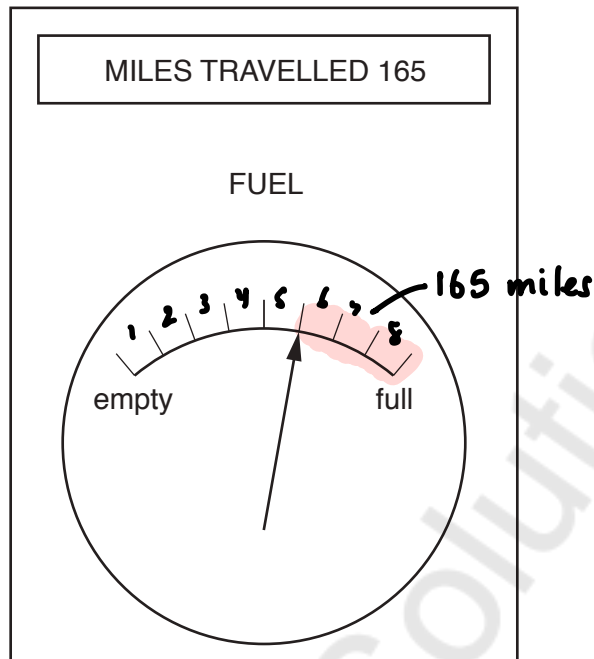 MILES TRAVELLED 165
FUEL
1 2 3 4 5 6 7 8
165 miles
empty full